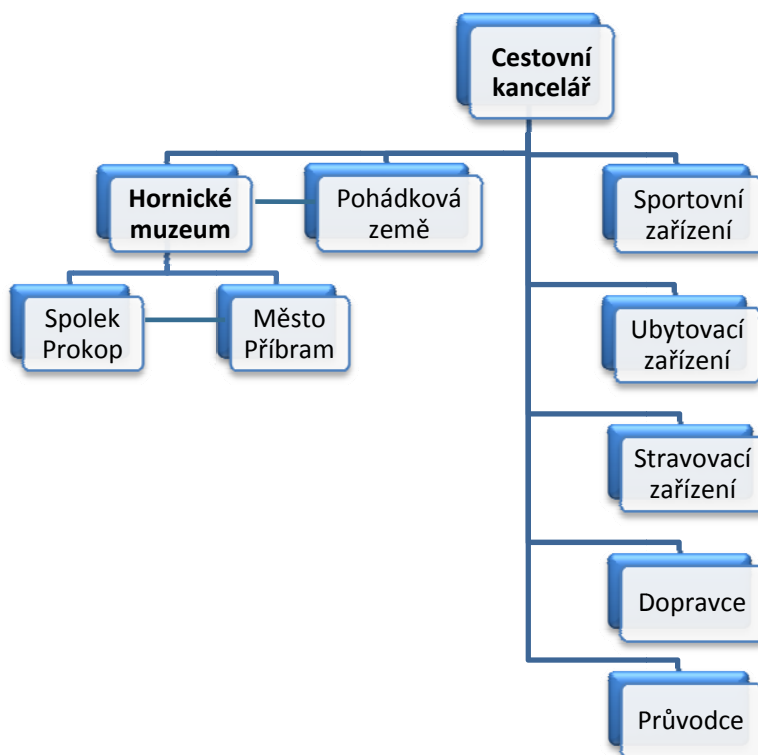 Cestovní
kancelář
Hornické
muzeum
Pohádková
země
Sportovní
zařízení
Spolek
Prokop
Město
Příbram
Ubytovací
zařízení
Stravovací
zařízení
Dopravce
Průvodce